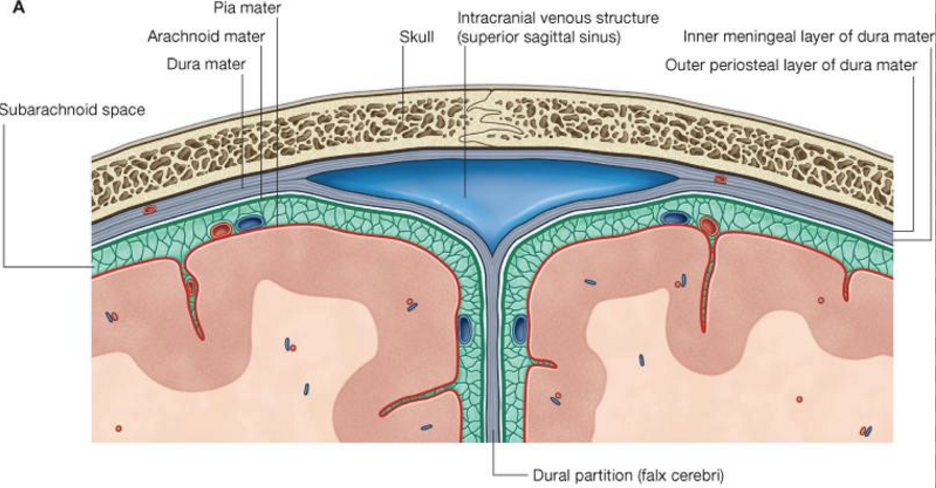 A
Pia mater
Arachnoid mater
Dura mater
Subarachnoid space
Skull
Intracranial venous structure
(superior sagittal sinus)
Inner meningeal layer of dura mater
Outer periosteal layer of dura mater
Dural partition (falx cerebri)